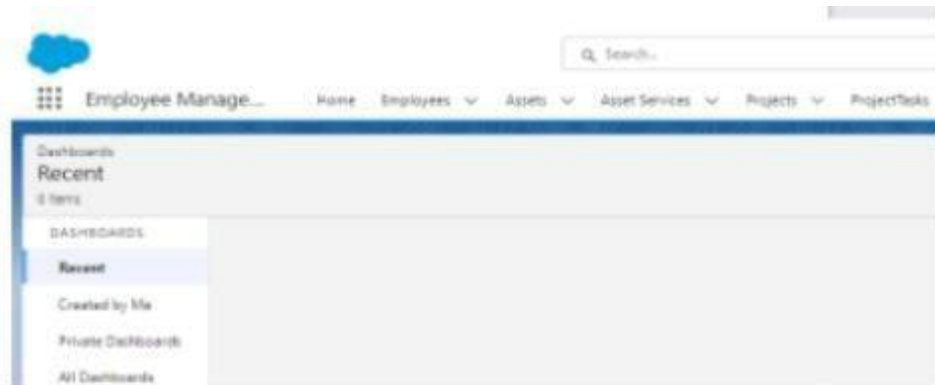 Search...
Employee Manage... Home Employees Assets Asset Services Projects ProjectTasks
Dashboards
Recent
0 Items
DASHBOARDS
Recent
Created by Me
Private Dashboards
All Dashboards